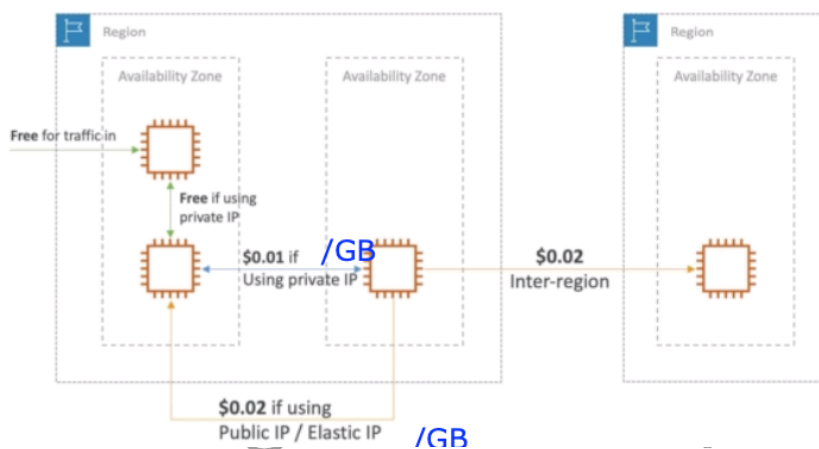 Region
Region
Availability Zone
Availability Zone
Availability Zone
Free for traffic in
Free if using
private IP
$0.01 if /GB
Using private IP
$0.02
Inter-region
$0.02 if using
Public IP / Elastic IP
/GB